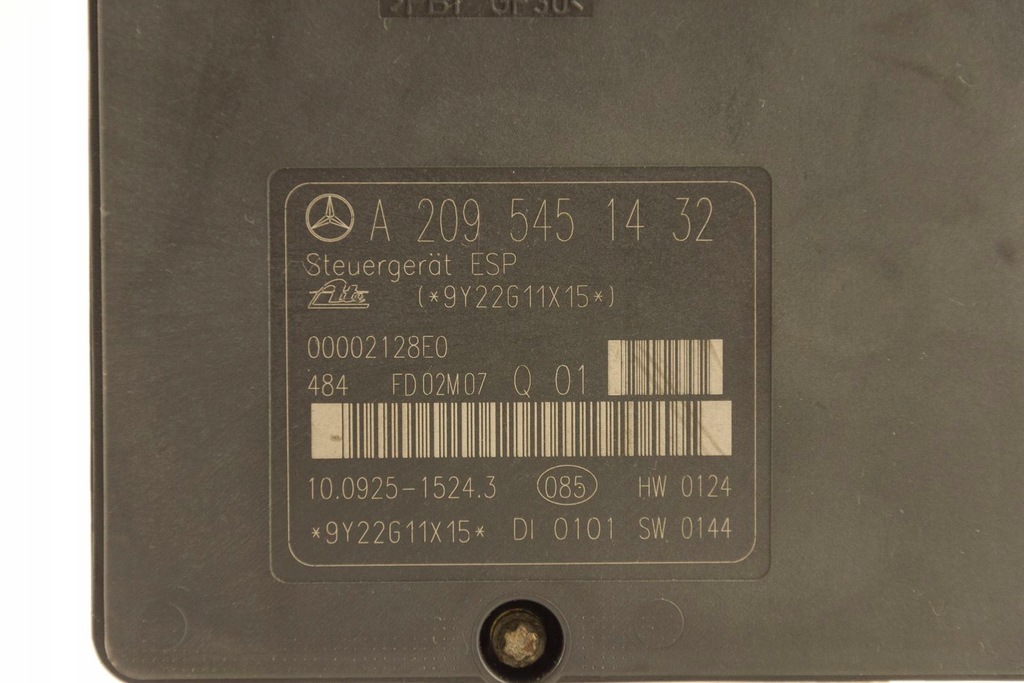 A 209 545 14 32
Steuergerät ESP
Ate (*9Y22G11X15*)
00002128E0
484 FD02M07 Q 01
10.0925-1524.3 085 HW 0124
*9Y22G11X15* DI 0101 SW 0144